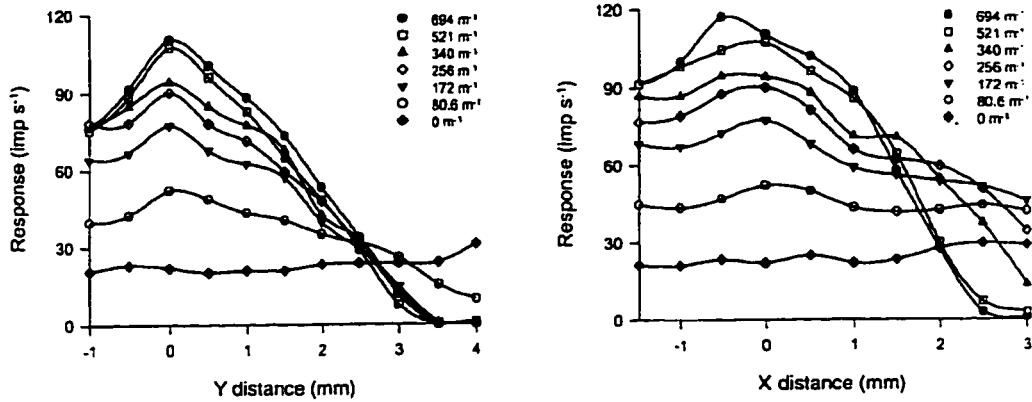 120
90
60
30
0
Response (imp s⁻¹)
694 m⁻¹
521 m⁻¹
340 m⁻¹
256 m⁻¹
172 m⁻¹
80.6 m⁻¹
0 m⁻¹
-1 0 1 2 3 4
Y distance (mm)
120
90
60
30
0
Response (imp s⁻¹)
694 m⁻
521 m⁻¹
340 m⁻
256 m⁻¹
172 m⁻
80.6 m⁻¹
0 m⁻¹
-1 0 1 2 3
X distance (mm)